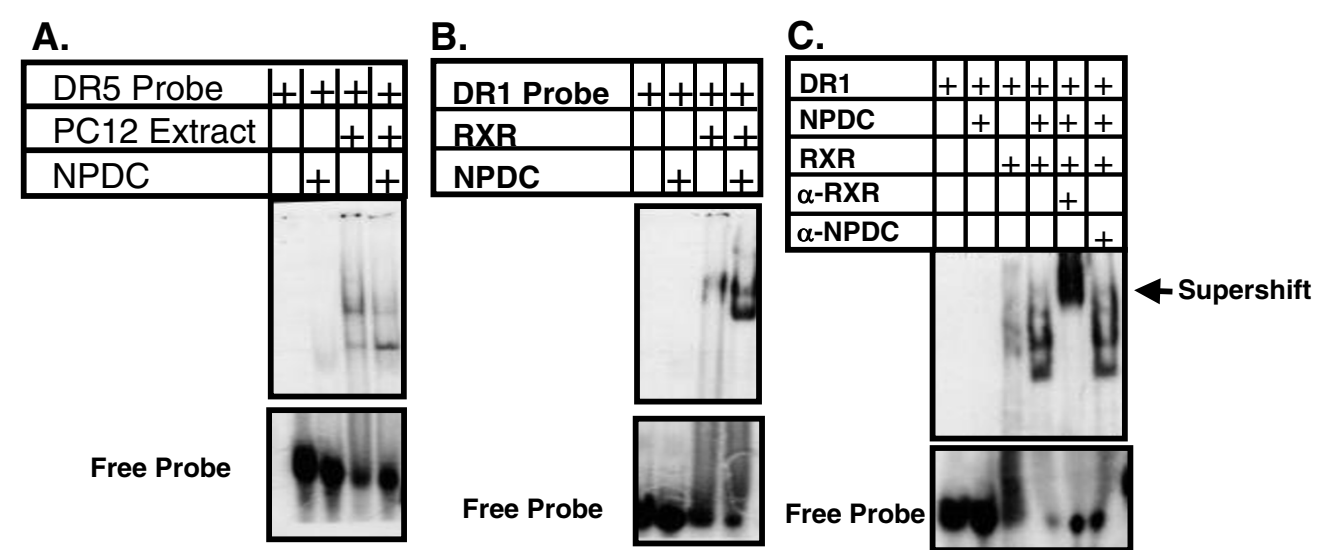 A.
DR5 Probe + + + +
PC12 Extract + +
NPDC + +
Free Probe
B.
DR1 Probe + + + +
RXR + +
NPDC + +
Free Probe
C.
DR1 + + + + + +
NPDC + + + +
RXR + + + +
α-RXR +
α-NPDC +
Supershift
Free Probe